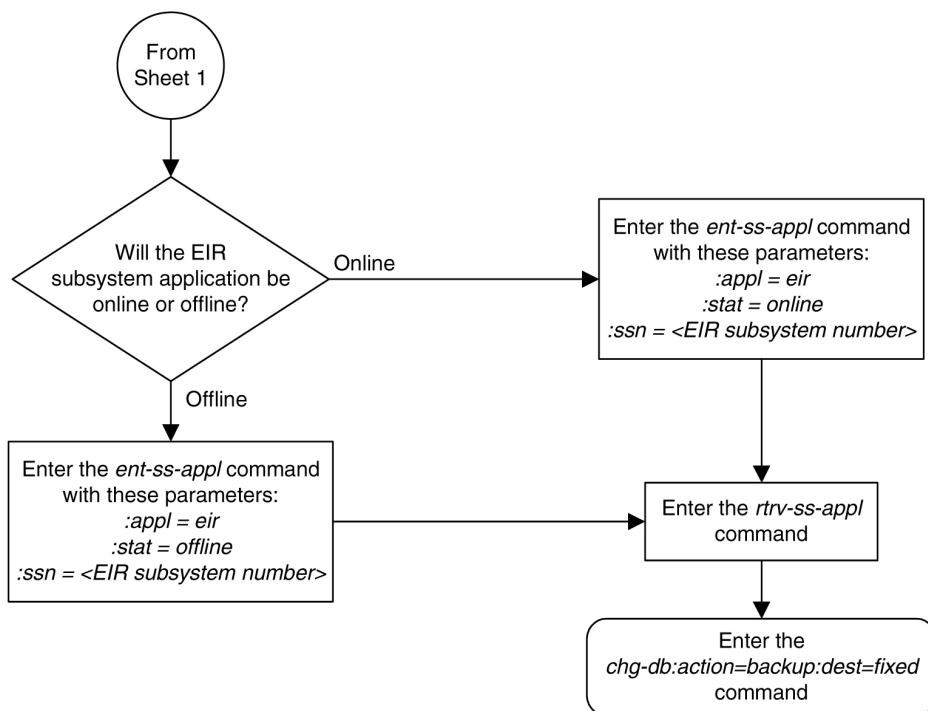 From
Sheet 1
Will the EIR
subsystem application be
online or offline?
Online
Enter the ent-ss-appl command
with these parameters:
:appl = eir
:stat = online
:ssn = <EIR subsystem number>
Offline
Enter the ent-ss-appl command
with these parameters:
:appl = eir
:stat = offline
:ssn = <EIR subsystem number>
Enter the rtrv-ss-appl
command
Enter the
chg-db:action=backup:dest=fixed
command